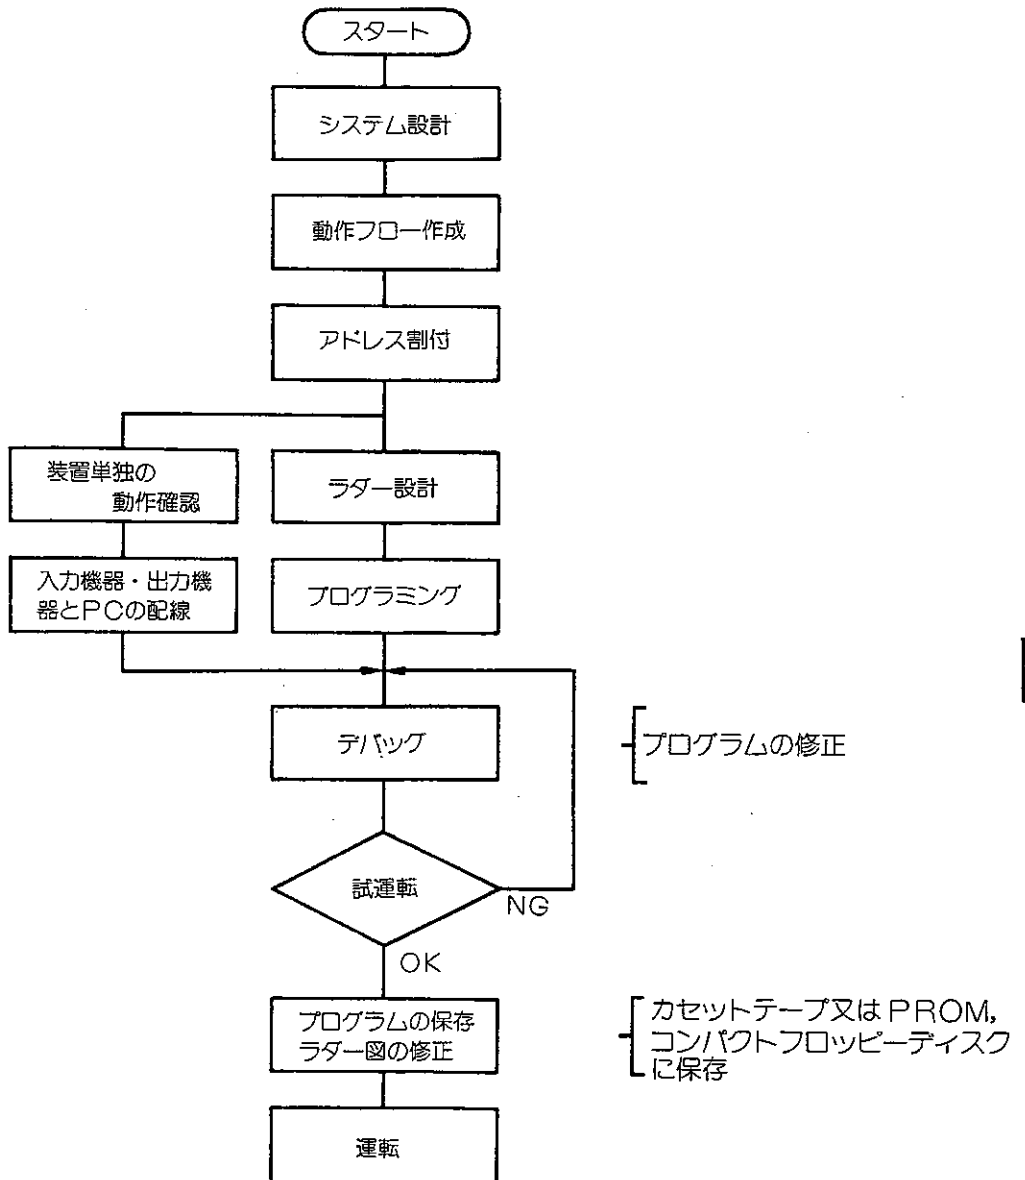 スタート
システム設計
動作フロー作成
アドレス割付
装置単独の
動作確認
ラダー設計
入力機器・出力機
器とPCの配線
プログラミング
デバッグ
プログラムの修正
試運転
NG
OK
プログラムの保存
ラダー図の修正
カセットテープ又はPROM,
コンパクトフロッピーディスク
に保存
運転